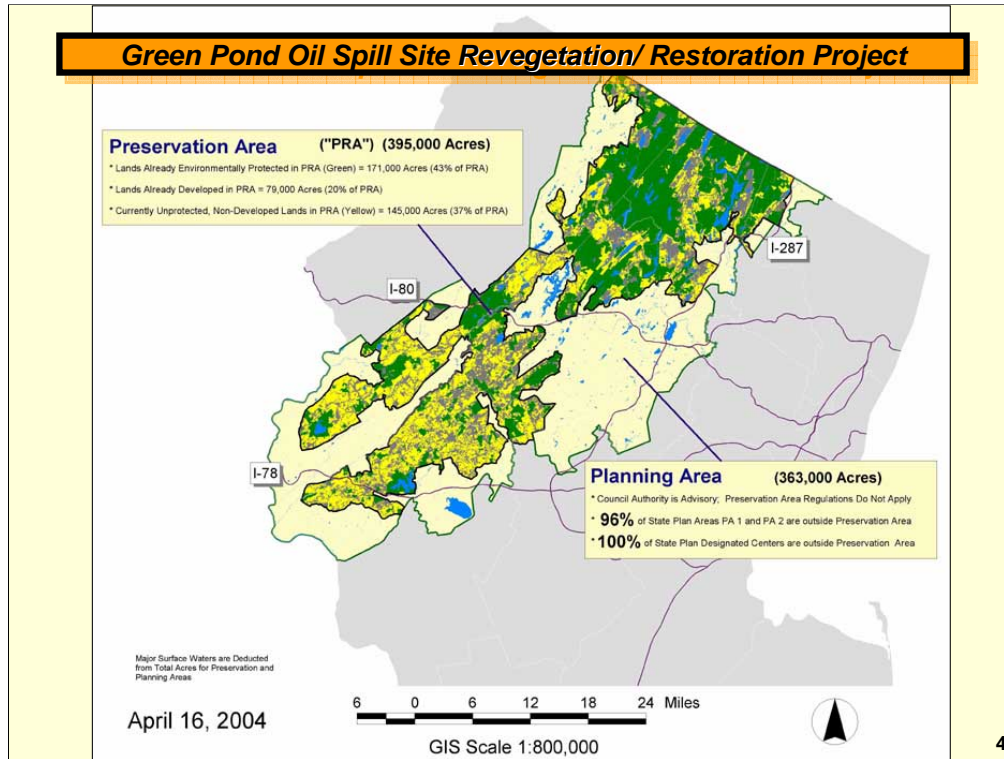 Green Pond Oil Spill Site Revegetation/ Restoration Project
Preservation Area ("PRA") (395,000 Acres)
* Lands Already Environmentally Protected in PRA (Green) = 171,000 Acres (43% of PRA)
* Lands Already Developed in PRA = 79,000 Acres (20% of PRA)
* Currently Unprotected, Non-Developed Lands in PRA (Yellow) = 145,000 Acres (37% of PRA)
I-287
I-80
I-78
Planning Area (363,000 Acres)
* Council Authority is Advisory; Preservation Area Regulations Do Not Apply
* 96% of State Plan Areas PA 1 and PA 2 are outside Preservation Area
* 100% of State Plan Designated Centers are outside Preservation Area
Major Surface Waters are Deducted
from Total Acres for Preservation and
Planning Areas
April 16, 2004
6 0 6 12 18 24 Miles
GIS Scale 1:800,000
4